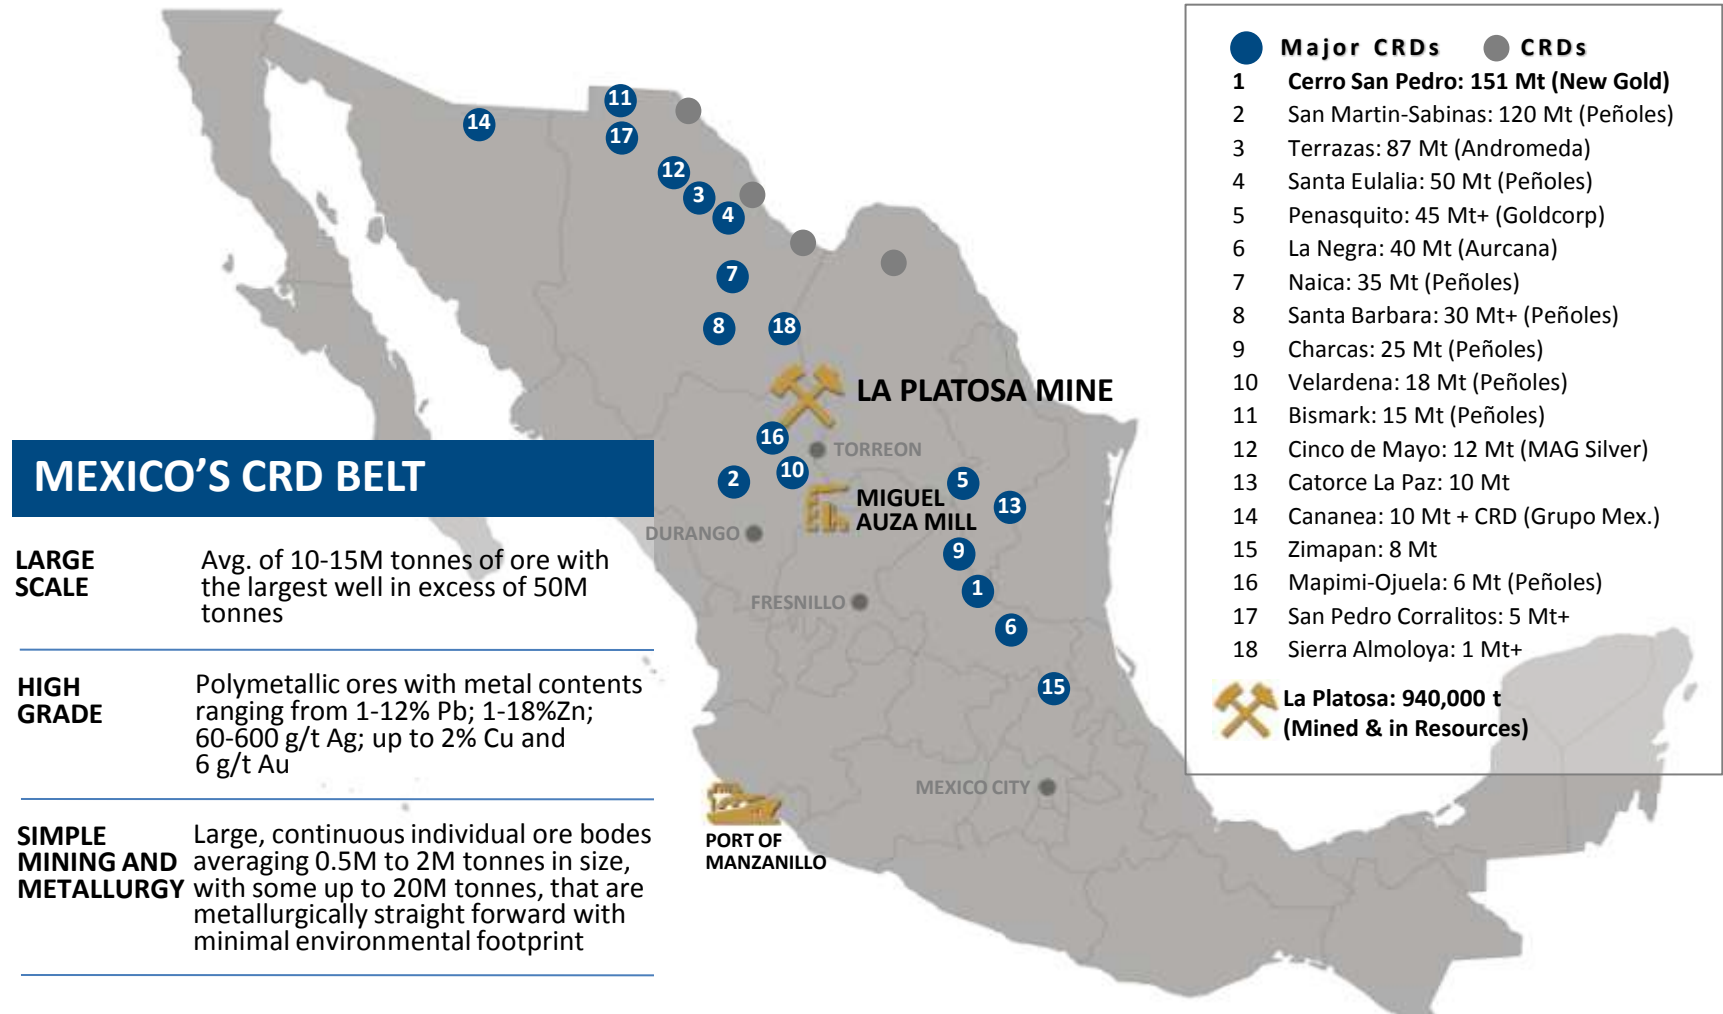 Major CRDs CRDs
1 Cerro San Pedro: 151 Mt (New Gold)
2 San Martin-Sabinas: 120 Mt (Peñoles)
3 Terrazas: 87 Mt (Andromeda)
4 Santa Eulalia: 50 Mt (Peñoles)
5 Penasquito: 45 Mt+ (Goldcorp)
6 La Negra: 40 Mt (Aurcana)
7 Naica: 35 Mt (Peñoles)
8 Santa Barbara: 30 Mt+ (Peñoles)
9 Charcas: 25 Mt (Peñoles)
10 Velardena: 18 Mt (Peñoles)
11 Bismark: 15 Mt (Peñoles)
12 Cinco de Mayo: 12 Mt (MAG Silver)
13 Catorce La Paz: 10 Mt
14 Cananea: 10 Mt + CRD (Grupo Mex.)
15 Zimapan: 8 Mt
16 Mapimi-Ojuela: 6 Mt (Peñoles)
17 San Pedro Corralitos: 5 Mt+
18 Sierra Almoloya: 1 Mt+
La Platosa: 940,000 t
(Mined & in Resources)
11
14
17
12
3
4
7
8
18
LA PLATOSA MINE
16
TORREON
10
2
5
MIGUEL
AUZA MILL
13
DURANGO
9
1
FRESNILLO
6
15
MEXICO CITY
PORT OF
MANZANILLO
MEXICO’S CRD BELT
LARGE
SCALE
Avg. of 10-15M tonnes of ore with
the largest well in excess of 50M
tonnes
HIGH
GRADE
Polymetallic ores with metal contents
ranging from 1-12% Pb; 1-18%Zn;
60-600 g/t Ag; up to 2% Cu and
6 g/t Au
SIMPLE
MINING AND
METALLURGY
Large, continuous individual ore bodes
averaging 0.5M to 2M tonnes in size,
with some up to 20M tonnes, that are
metallurgically straight forward with
minimal environmental footprint